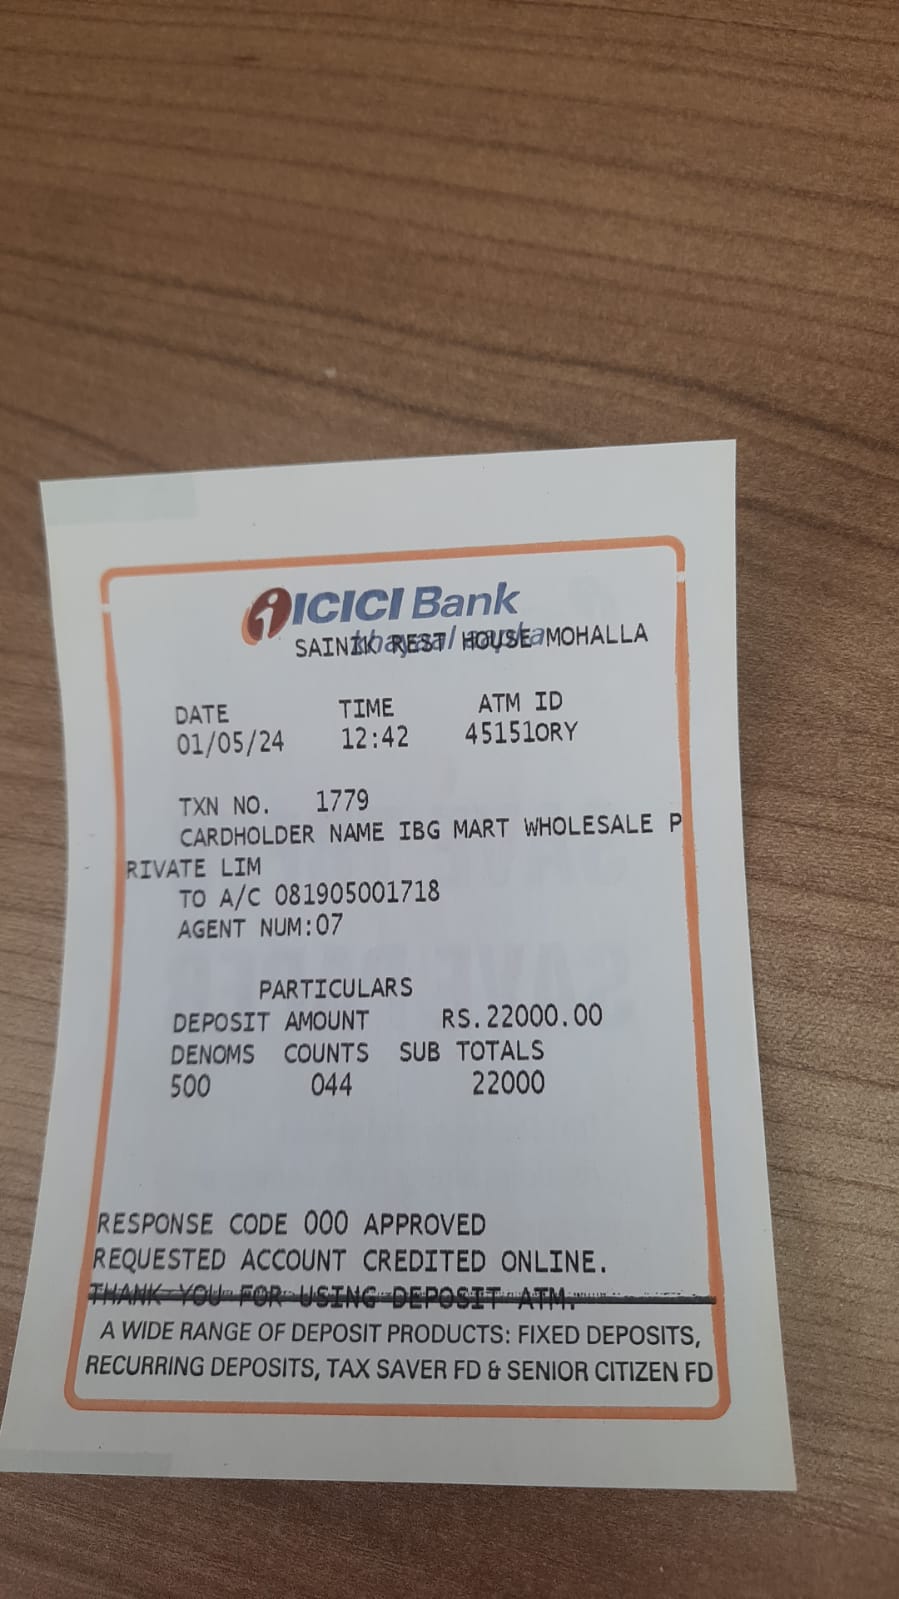 ICICI Bank
khayaal aapka
SAINIK REST HOUSE MOHALLA
DATE TIME ATM ID
01/05/24 12:42 45151ORY
TXN NO. 1779
CARDHOLDER NAME IBG MART WHOLESALE P
RIVATE LIM
TO A/C 081905001718
AGENT NUM:07
PARTICULARS
DEPOSIT AMOUNT RS.22000.00
DENOMS COUNTS SUB TOTALS
500 044 22000
RESPONSE CODE 000 APPROVED
REQUESTED ACCOUNT CREDITED ONLINE.
THANK YOU FOR USING DEPOSIT ATM.
A WIDE RANGE OF DEPOSIT PRODUCTS: FIXED DEPOSITS,
RECURRING DEPOSITS, TAX SAVER FD & SENIOR CITIZEN FD